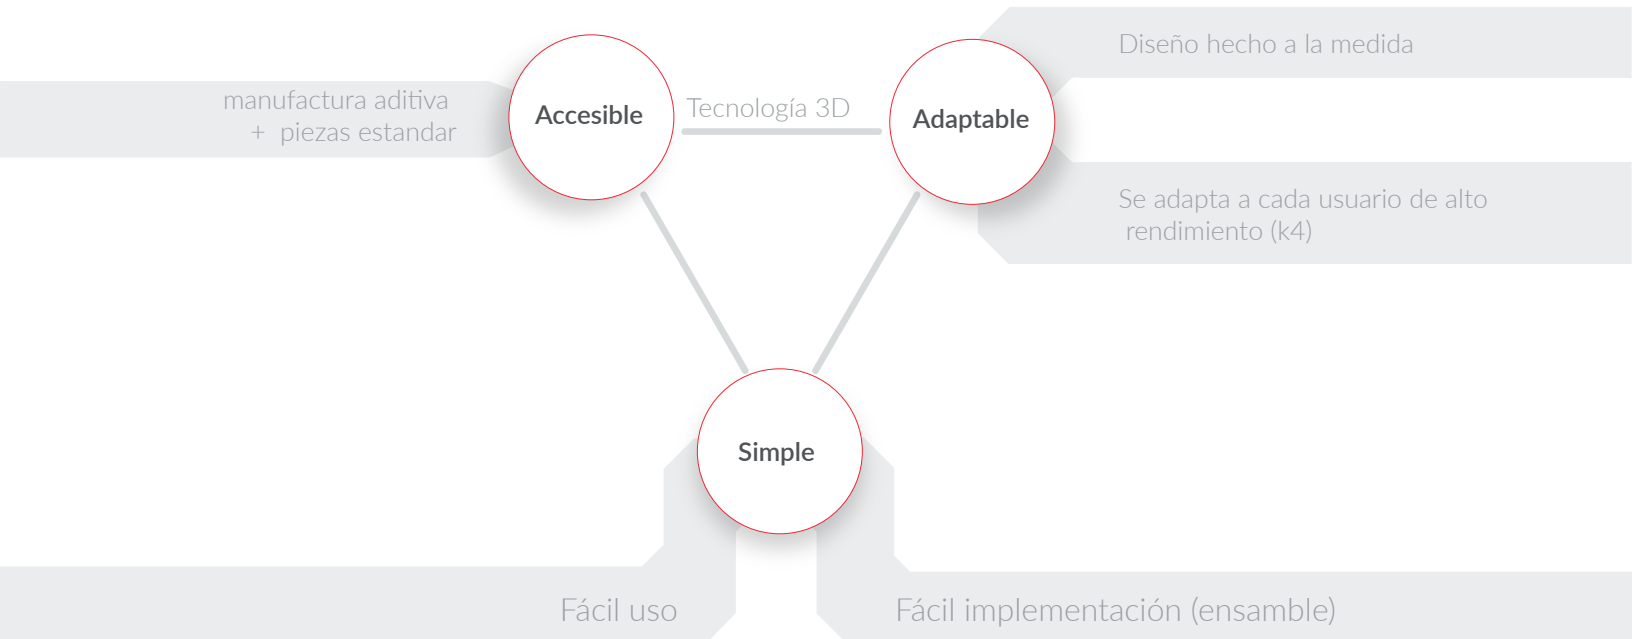 manufactura aditiva
+ piezas estandar
Accesible
Tecnología 3D
Adaptable
Diseño hecho a la medida
Se adapta a cada usuario de alto
rendimiento (k4)
Simple
Fácil uso
Fácil implementación (ensamble)